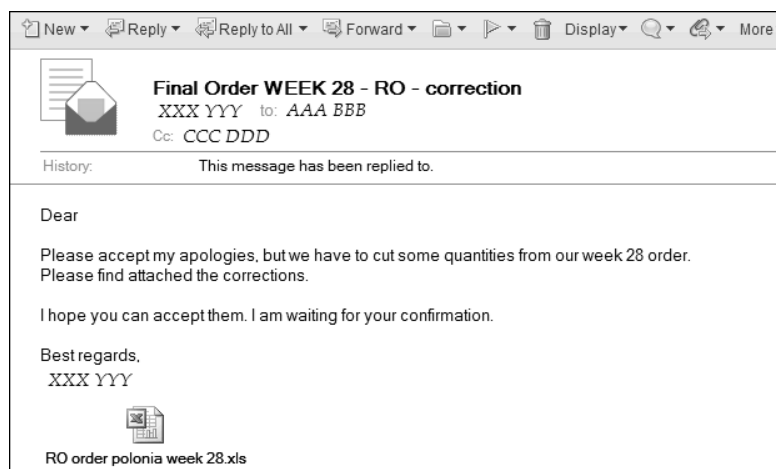 New Reply Reply to All Forward Display More
Final Order WEEK 28 - RO - correction
XXX YYY to: AAA BBB
Cc: CCC DDD
History: This message has been replied to.
Dear
Please accept my apologies, but we have to cut some quantities from our week 28 order.
Please find attached the corrections.
I hope you can accept them. I am waiting for your confirmation.
Best regards,
XXX YYY
RO order polonia week 28.xls